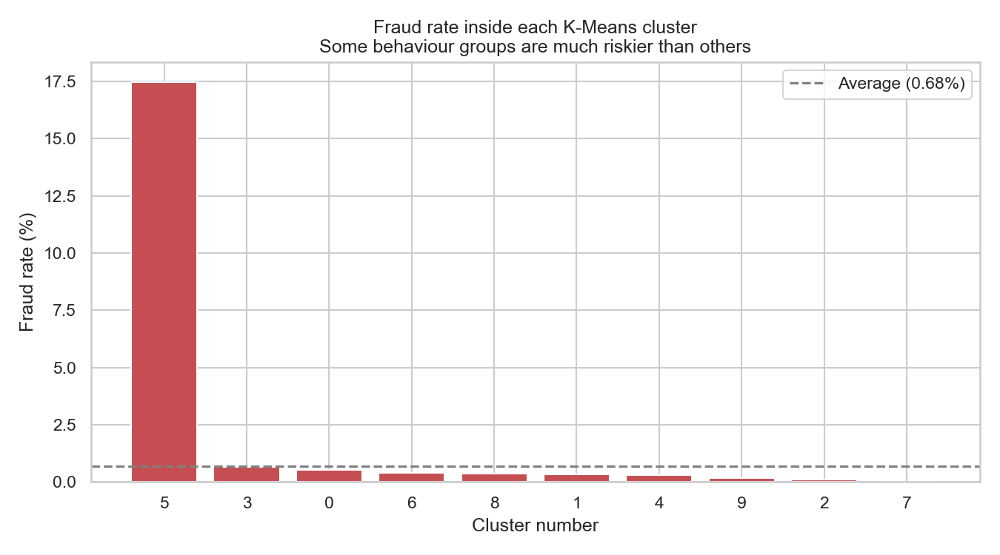 Fraud rate inside each K-Means cluster
Some behaviour groups are much riskier than others
Average (0.68%)
Fraud rate (%)
17.5
15.0
12.5
10.0
7.5
5.0
2.5
0.0
5 3 0 6 8 1 4 9 2 7
Cluster number